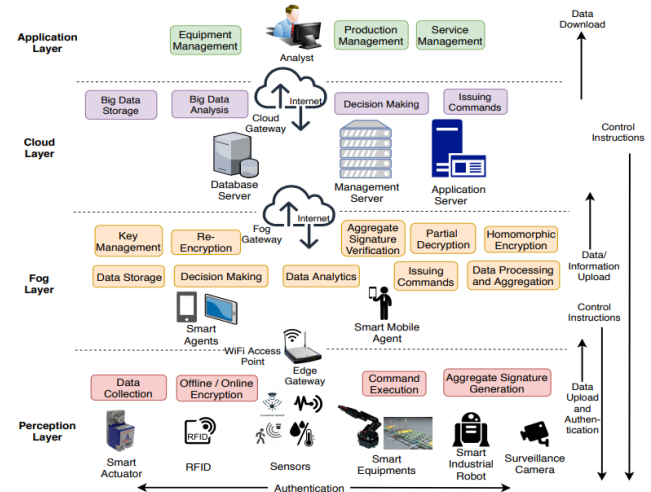 Application
Layer
Equipment
Management
Analyst
Production
Management
Service
Management
Data
Download
Cloud
Layer
Big Data
Storage
Big Data
Analysis
Cloud
Gateway
Internet
Decision Making
Issuing
Commands
Control
Instructions
Database
Server
Management
Server
Application
Server
Fog
Layer
Key
Management
Re-
Encryption
Fog
Gateway
Internet
Aggregate
Signature
Verification
Partial
Decryption
Homomorphic
Encryption
Data/
Information
Upload
Data Storage
Decision Making
Data Analytics
Issuing
Commands
Data Processing
and Aggregation
Smart
Agents
Smart Mobile
Agent
Control
Instructions
WiFi Access
Point
Edge
Gateway
Perception
Layer
Data
Collection
Offline / Online
Encryption
Command
Execution
Aggregate Signature
Generation
Data
Upload
and
Authen-
tication
Smart
Actuator
RFID
RFID
Sensors
Smart
Equipments
Smart
Industrial
Robot
Surveillance
Camera
Authentication